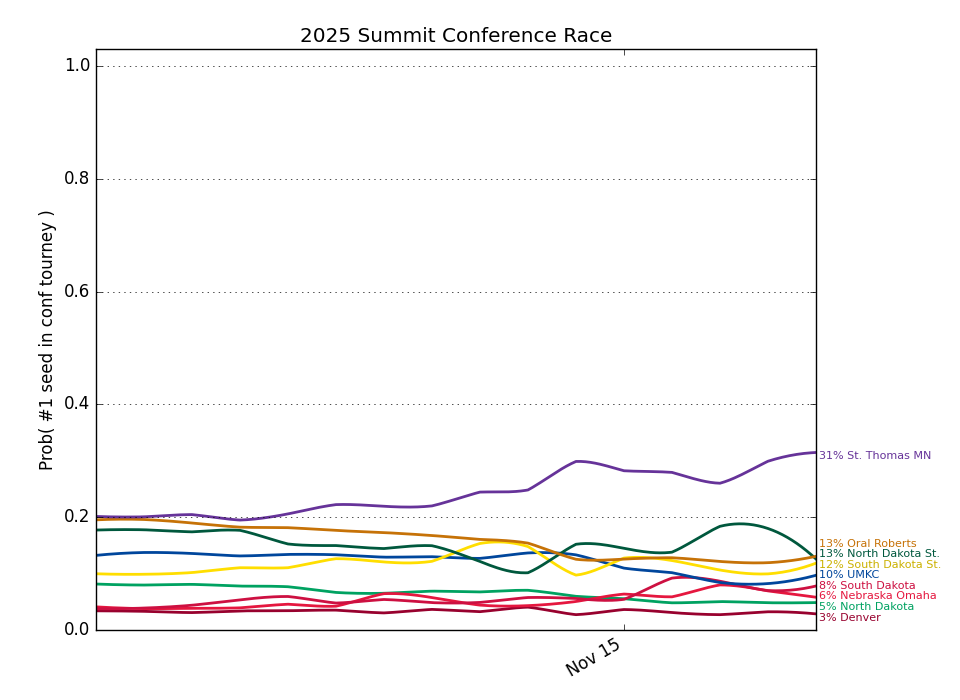 2025 Summit Conference Race
Prob( #1 seed in conf tourney )
1.0
0.8
0.6
0.4
0.2
0.0
Nov 15
31% St. Thomas MN
13% Oral Roberts
13% North Dakota St.
12% South Dakota St.
10% UMKC
8% South Dakota
6% Nebraska Omaha
5% North Dakota
3% Denver